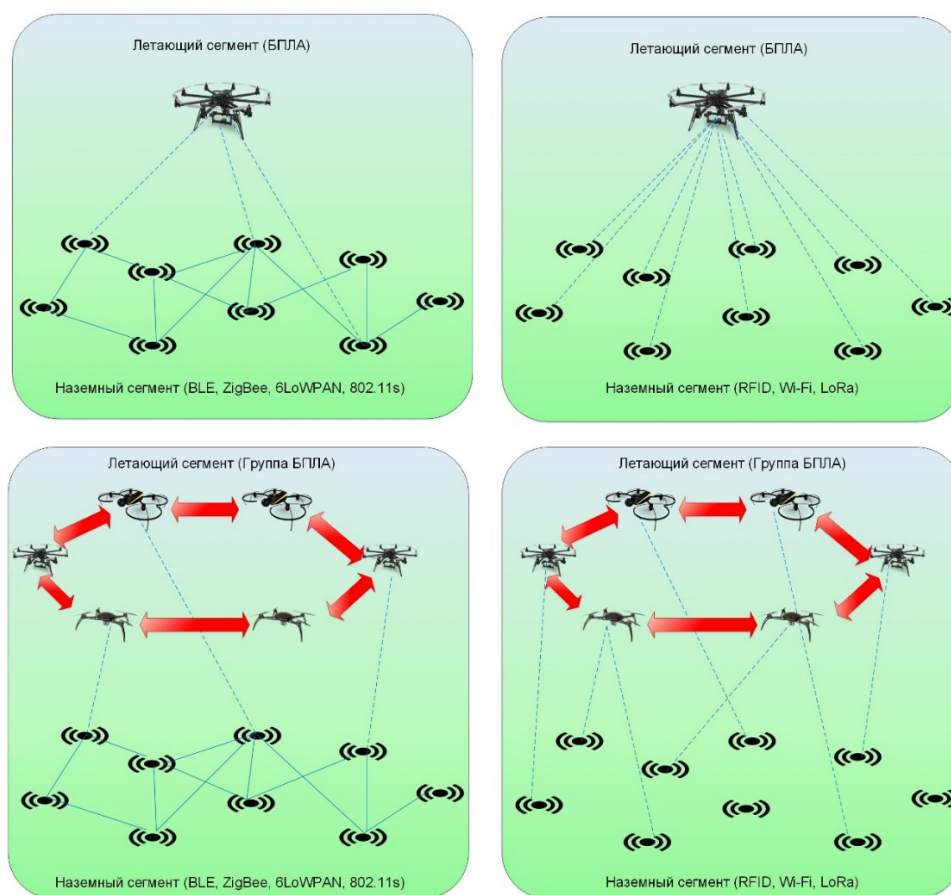 Летающий сегмент (БПЛА)
Летающий сегмент (БПЛА)
Наземный сегмент (BLE, ZigBee, 6LoWPAN, 802.11s)
Наземный сегмент (RFID, Wi-Fi, LoRa)
Летающий сегмент (Группа БПЛА)
Летающий сегмент (Группа БПЛА)
Наземный сегмент (BLE, ZigBee, 6LoWPAN, 802.11s)
Наземный сегмент (RFID, Wi-Fi, LoRa)